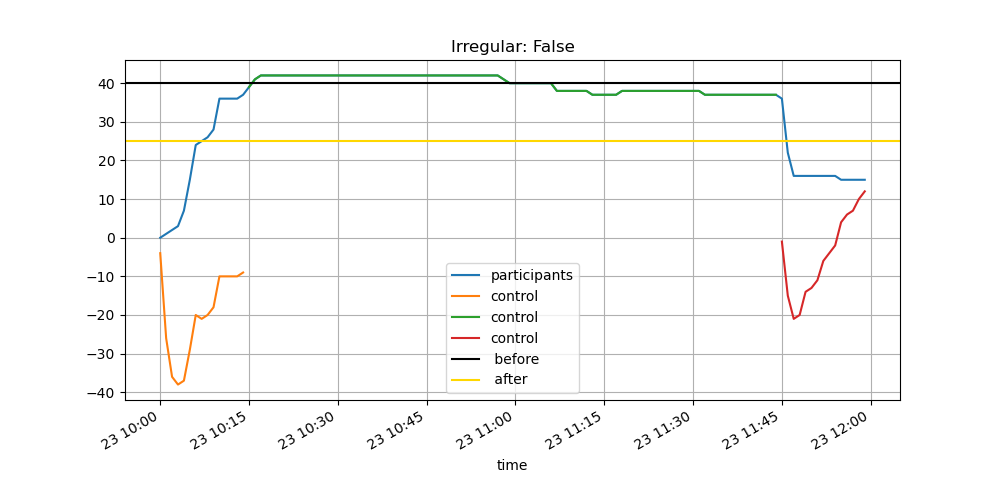 Irregular: False
40
30
20
10
0
−10
−20
−30
−40
participants
control
control
control
before
after
23 10:00
23 10:15
23 10:30
23 10:45
23 11:00
23 11:15
23 11:30
23 11:45
23 12:00
time